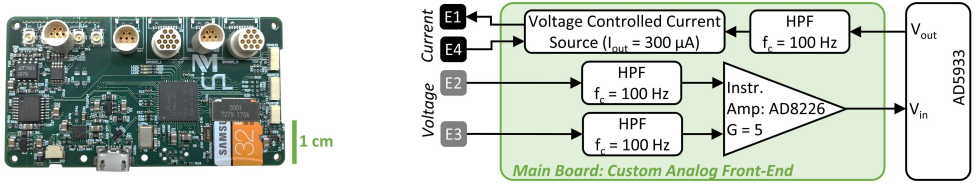 SAMSU
32
1 cm
Current
Voltage
E1
E4
E2
E3
Voltage Controlled Current
Source (Iout = 300 µA)
HPF
fc = 100 Hz
HPF
fc = 100 Hz
HPF
fc = 100 Hz
Instr.
Amp: AD8226
G = 5
Vout
Vin
AD5933
Main Board: Custom Analog Front-End